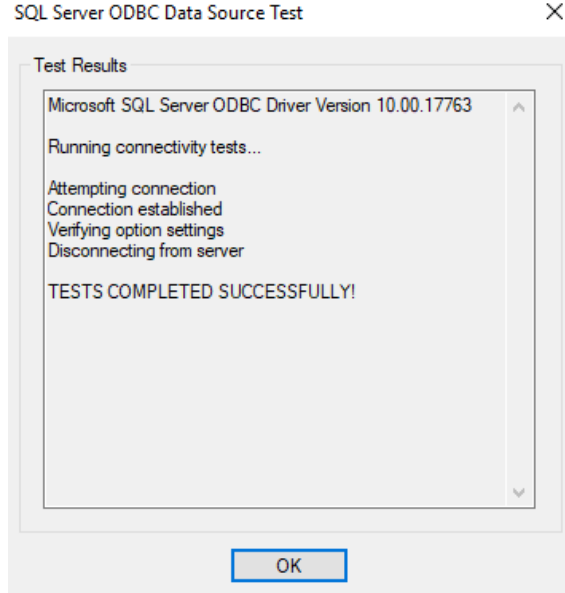 SQL Server ODBC Data Source Test
Test Results
Microsoft SQL Server ODBC Driver Version 10.00.17763
Running connectivity tests...
Attempting connection
Connection established
Verifying option settings
Disconnecting from server
TESTS COMPLETED SUCCESSFULLY!
OK